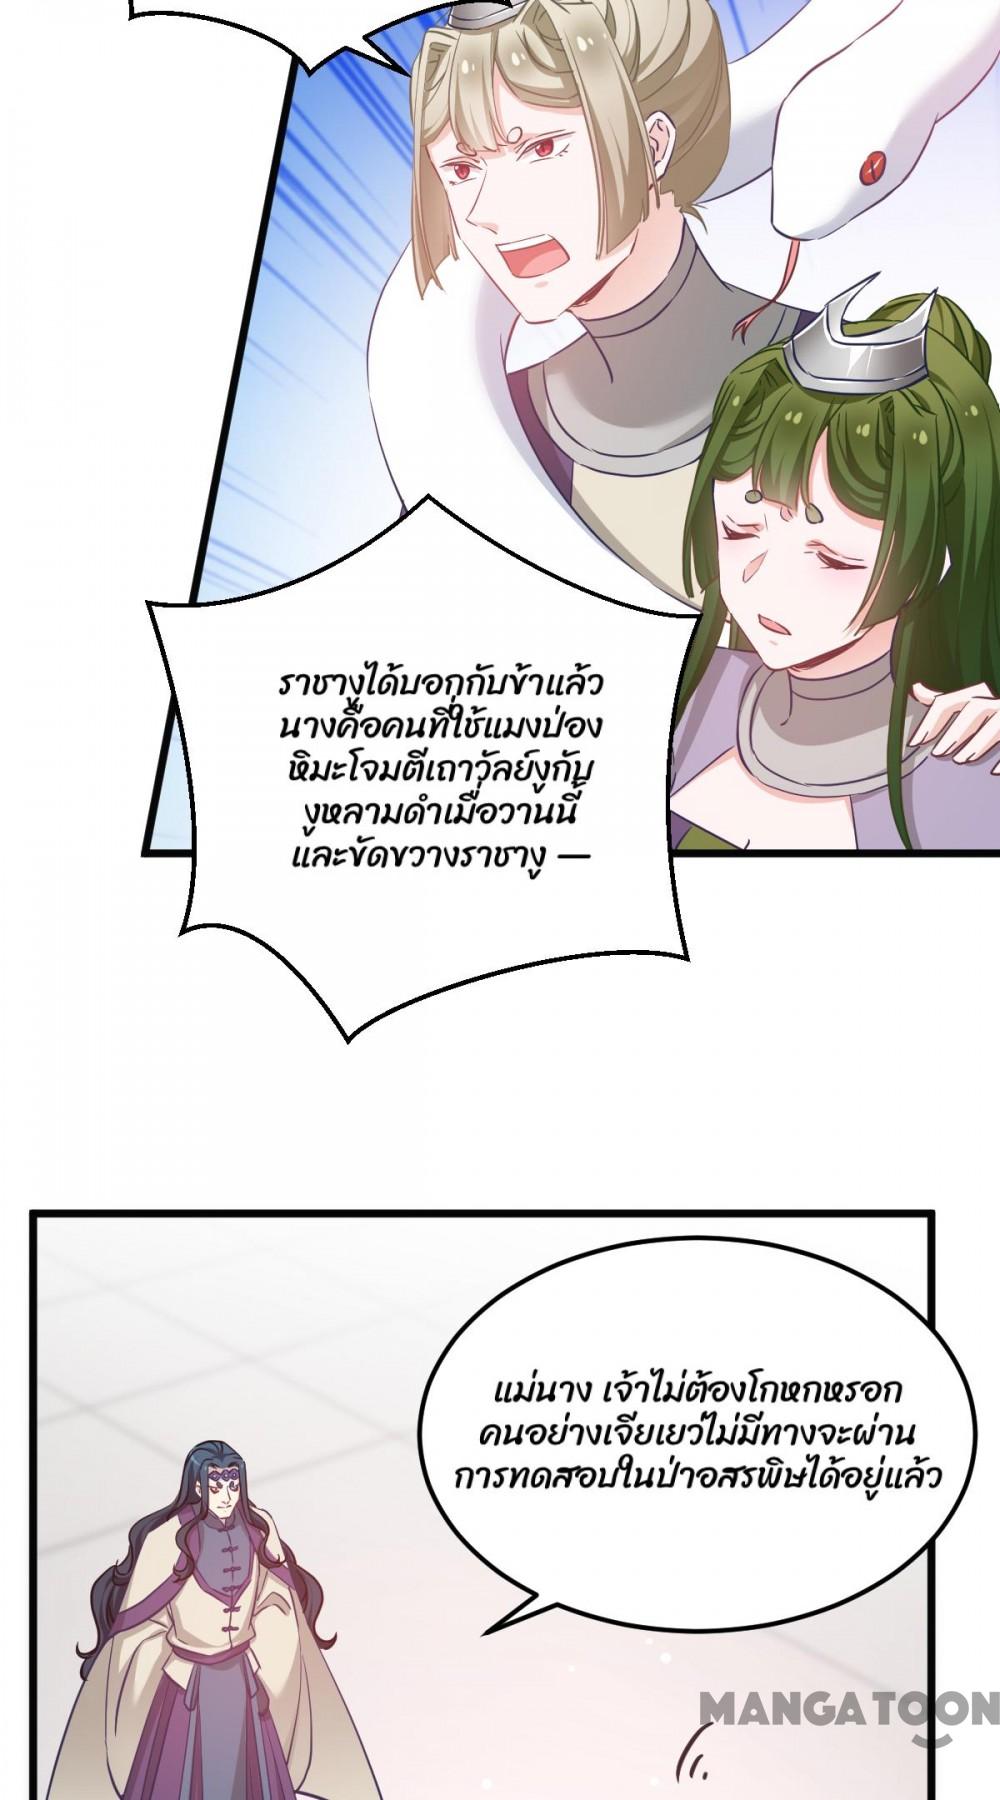 ราชางูได้บอกกับข้าแล้ว
นางคือคนที่ใช้แมงป่อง
หิมะโจมตีเถาวัลย์งูกับ
งูหลามดำเมื่อวานนี้
และขัดขวางราชางู —
แม่นาง เจ้าไม่ต้องโกหกหรอก
คนอย่างเจียเยว่ไม่มีทางจะผ่าน
การทดสอบในป่าอสรพิษได้อยู่แล้ว
MANGATOON